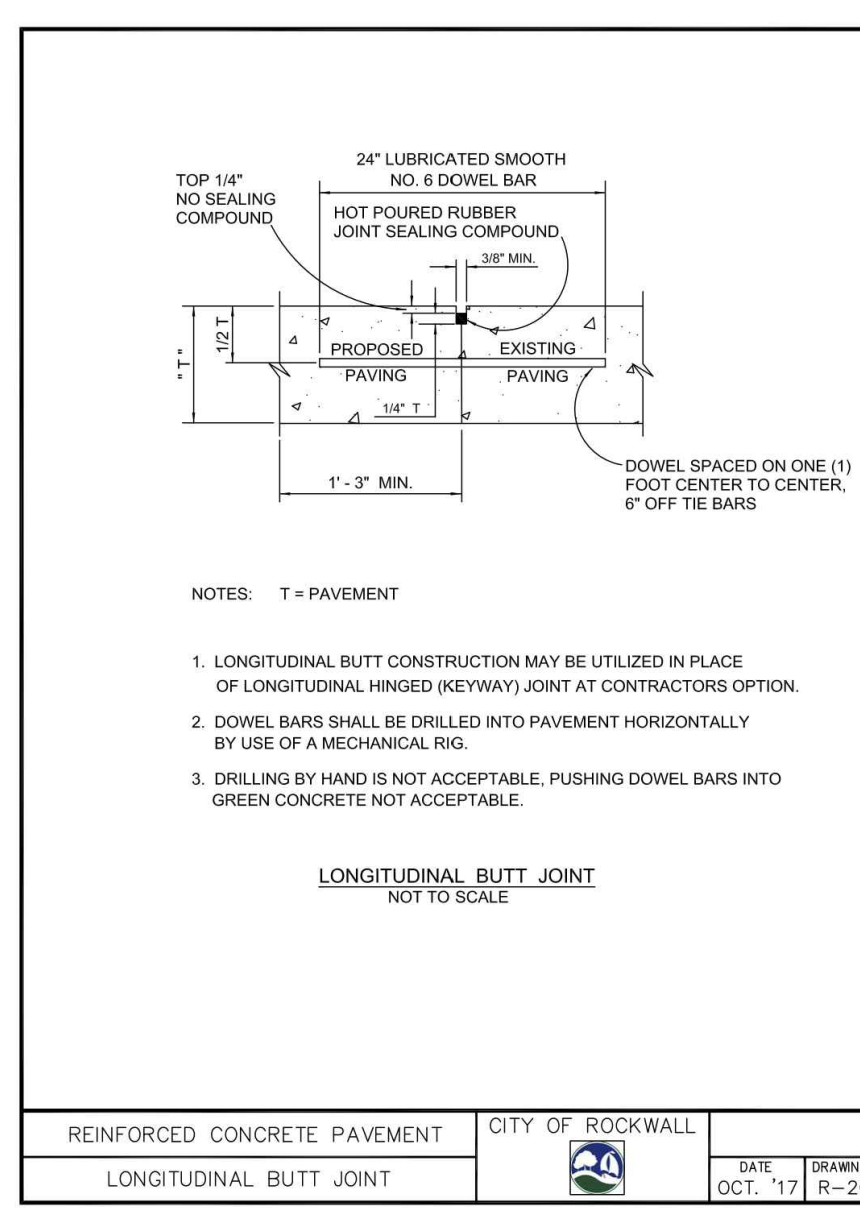 24" LUBRICATED SMOOTH
NO. 6 DOWEL BAR
TOP 1/4"
NO SEALING
COMPOUND
HOT POURED RUBBER
JOINT SEALING COMPOUND
3/8" MIN.
"T"
1/2 T
PROPOSED
PAVING
EXISTING
PAVING
1/4" T
1' - 3" MIN.
DOWEL SPACED ON ONE (1)
FOOT CENTER TO CENTER,
6" OFF TIE BARS
NOTES: T = PAVEMENT
1. LONGITUDINAL BUTT CONSTRUCTION MAY BE UTILIZED IN PLACE
OF LONGITUDINAL HINGED (KEYWAY) JOINT AT CONTRACTORS OPTION.
2. DOWEL BARS SHALL BE DRILLED INTO PAVEMENT HORIZONTALLY
BY USE OF A MECHANICAL RIG.
3. DRILLING BY HAND IS NOT ACCEPTABLE, PUSHING DOWEL BARS INTO
GREEN CONCRETE NOT ACCEPTABLE.
LONGITUDINAL BUTT JOINT
NOT TO SCALE
REINFORCED CONCRETE PAVEMENT
LONGITUDINAL BUTT JOINT
CITY OF ROCKWALL
DATE
OCT. '17